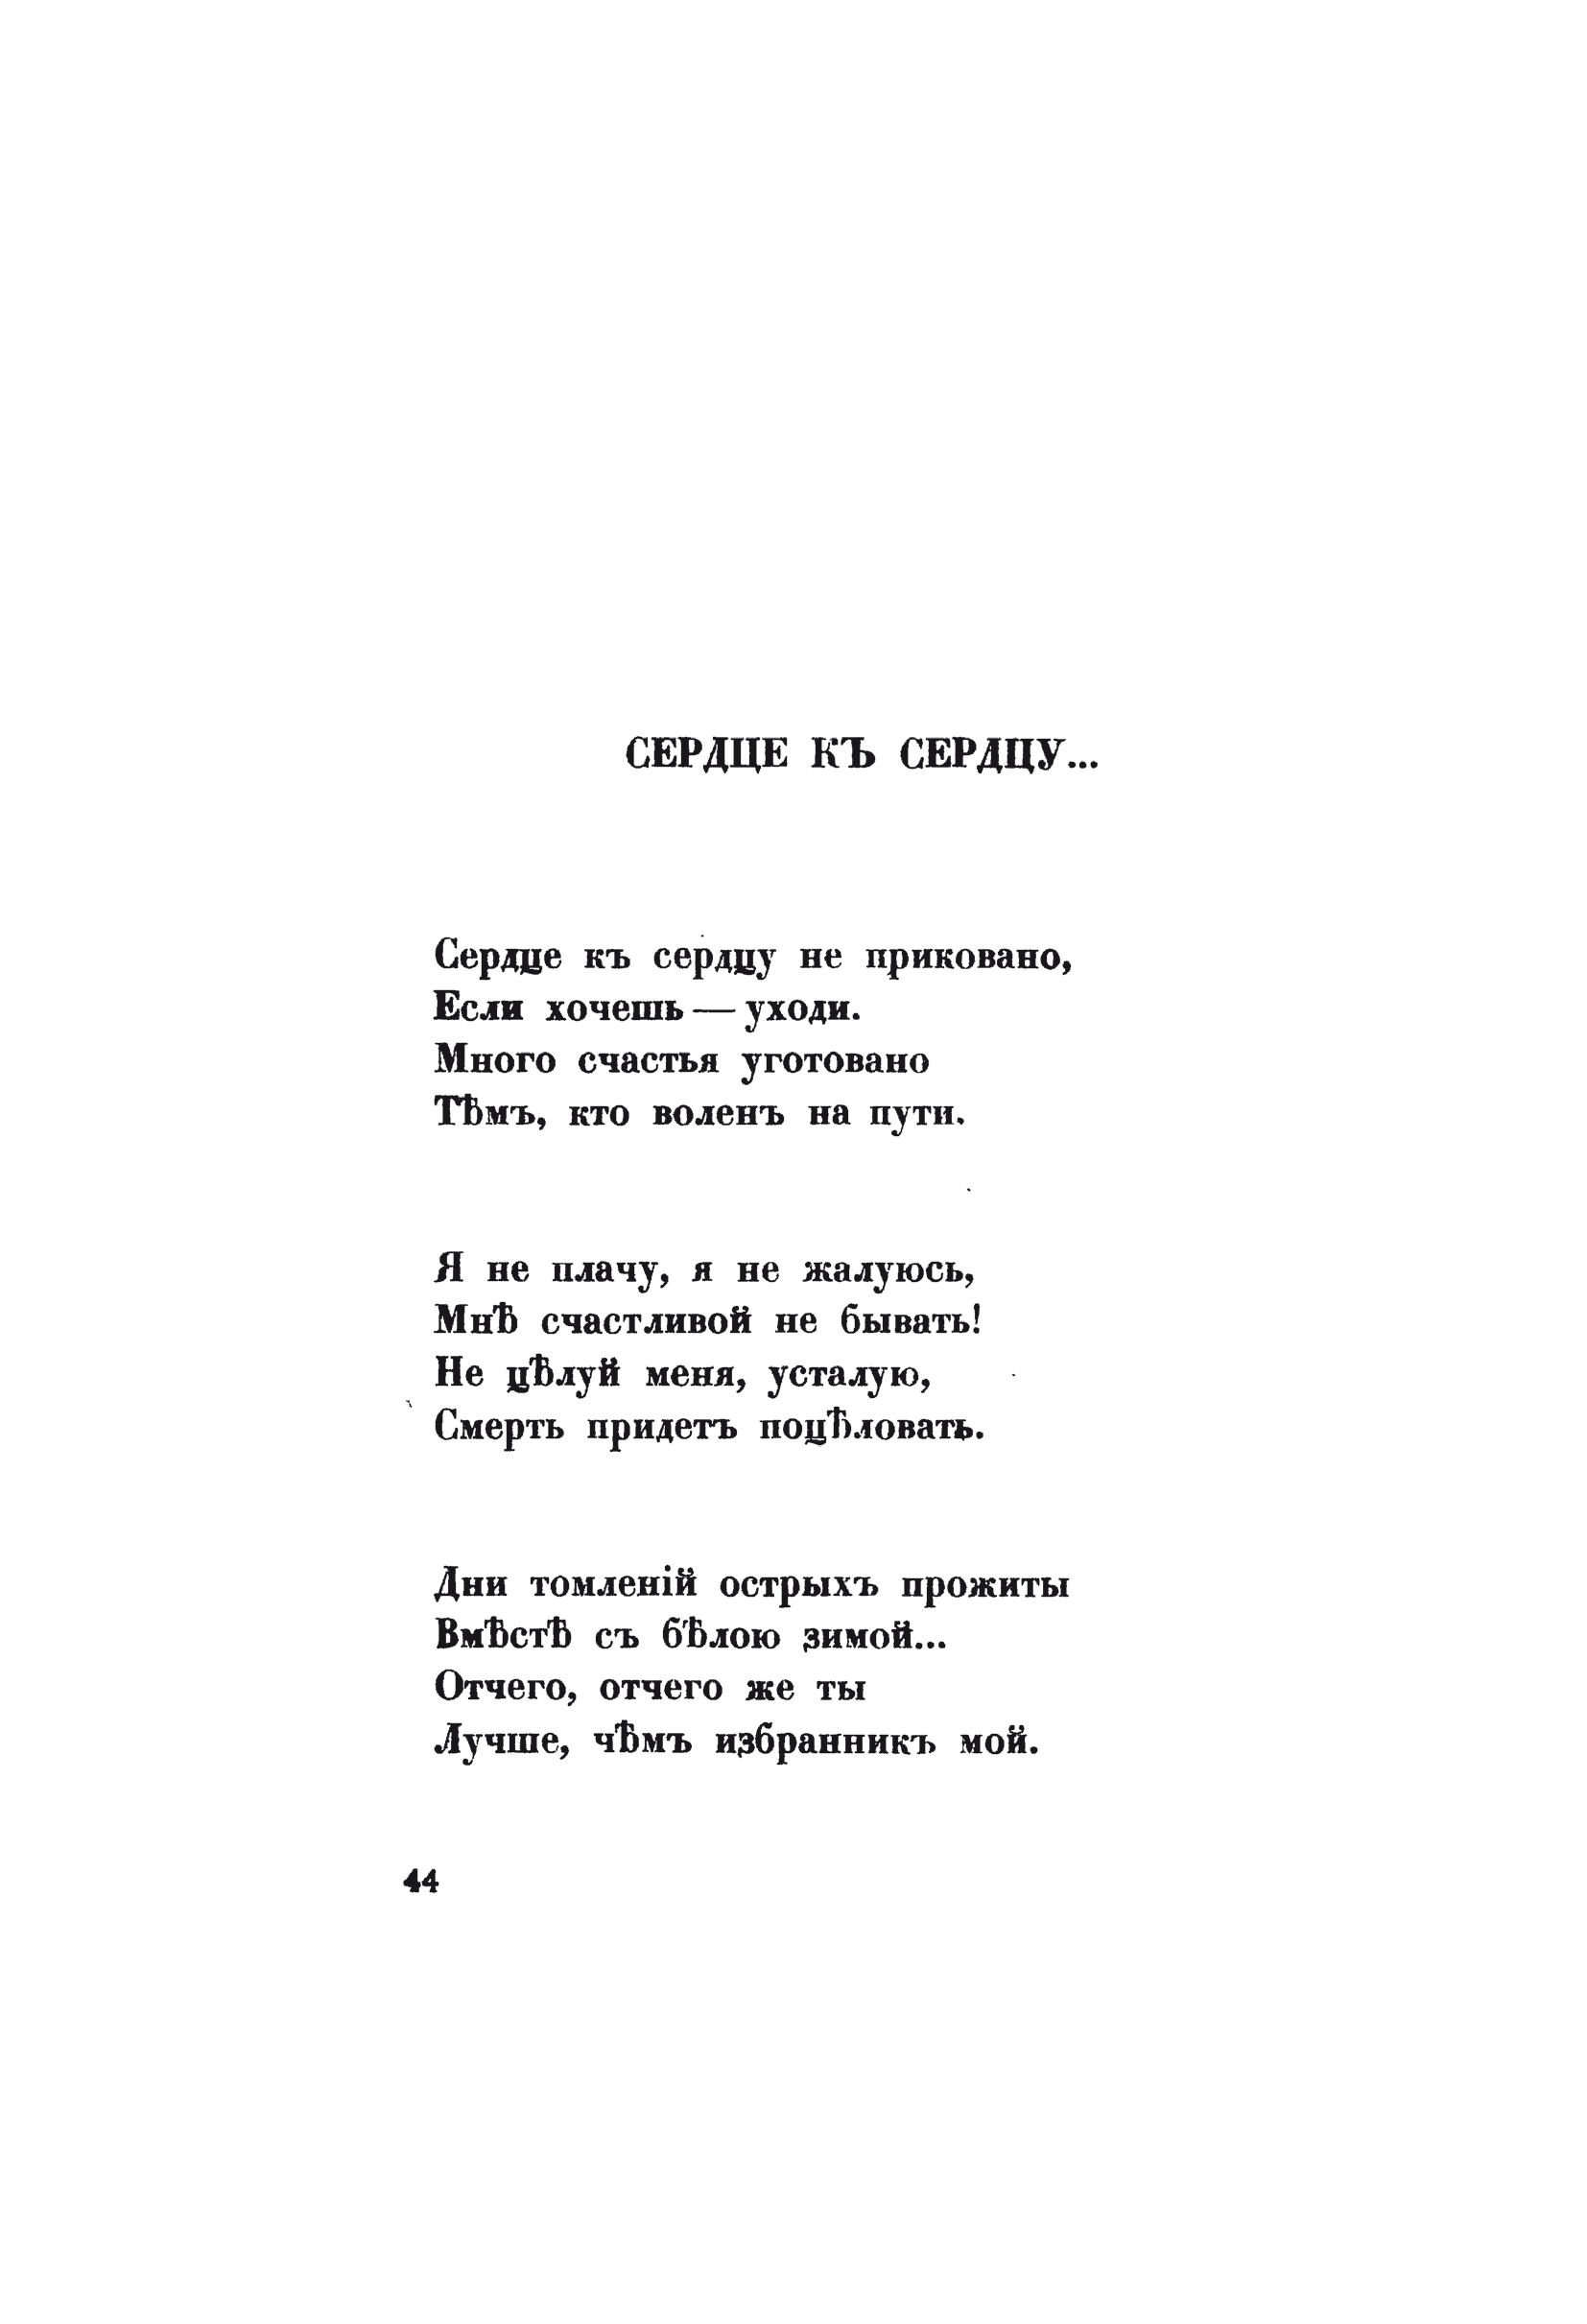 СЕРДЦЕ КЪ СЕРДЦУ...
Сердце къ сердцу не приковано,
Если хочешь — уходи.
Много счастья уготовано
Тѣмъ, кто воленъ на пути.
Я не плачу, я не жалуюсь,
Мнѣ счастливой не бывать!
Не цѣлуй меня, усталую,
Смерть придетъ поцѣловать.
Дни томленій острыхъ прожиты
Вмѣстѣ съ бѣлою зимой...
Отчего, отчего же ты
Лучше, чѣмъ избранникъ мой.
44